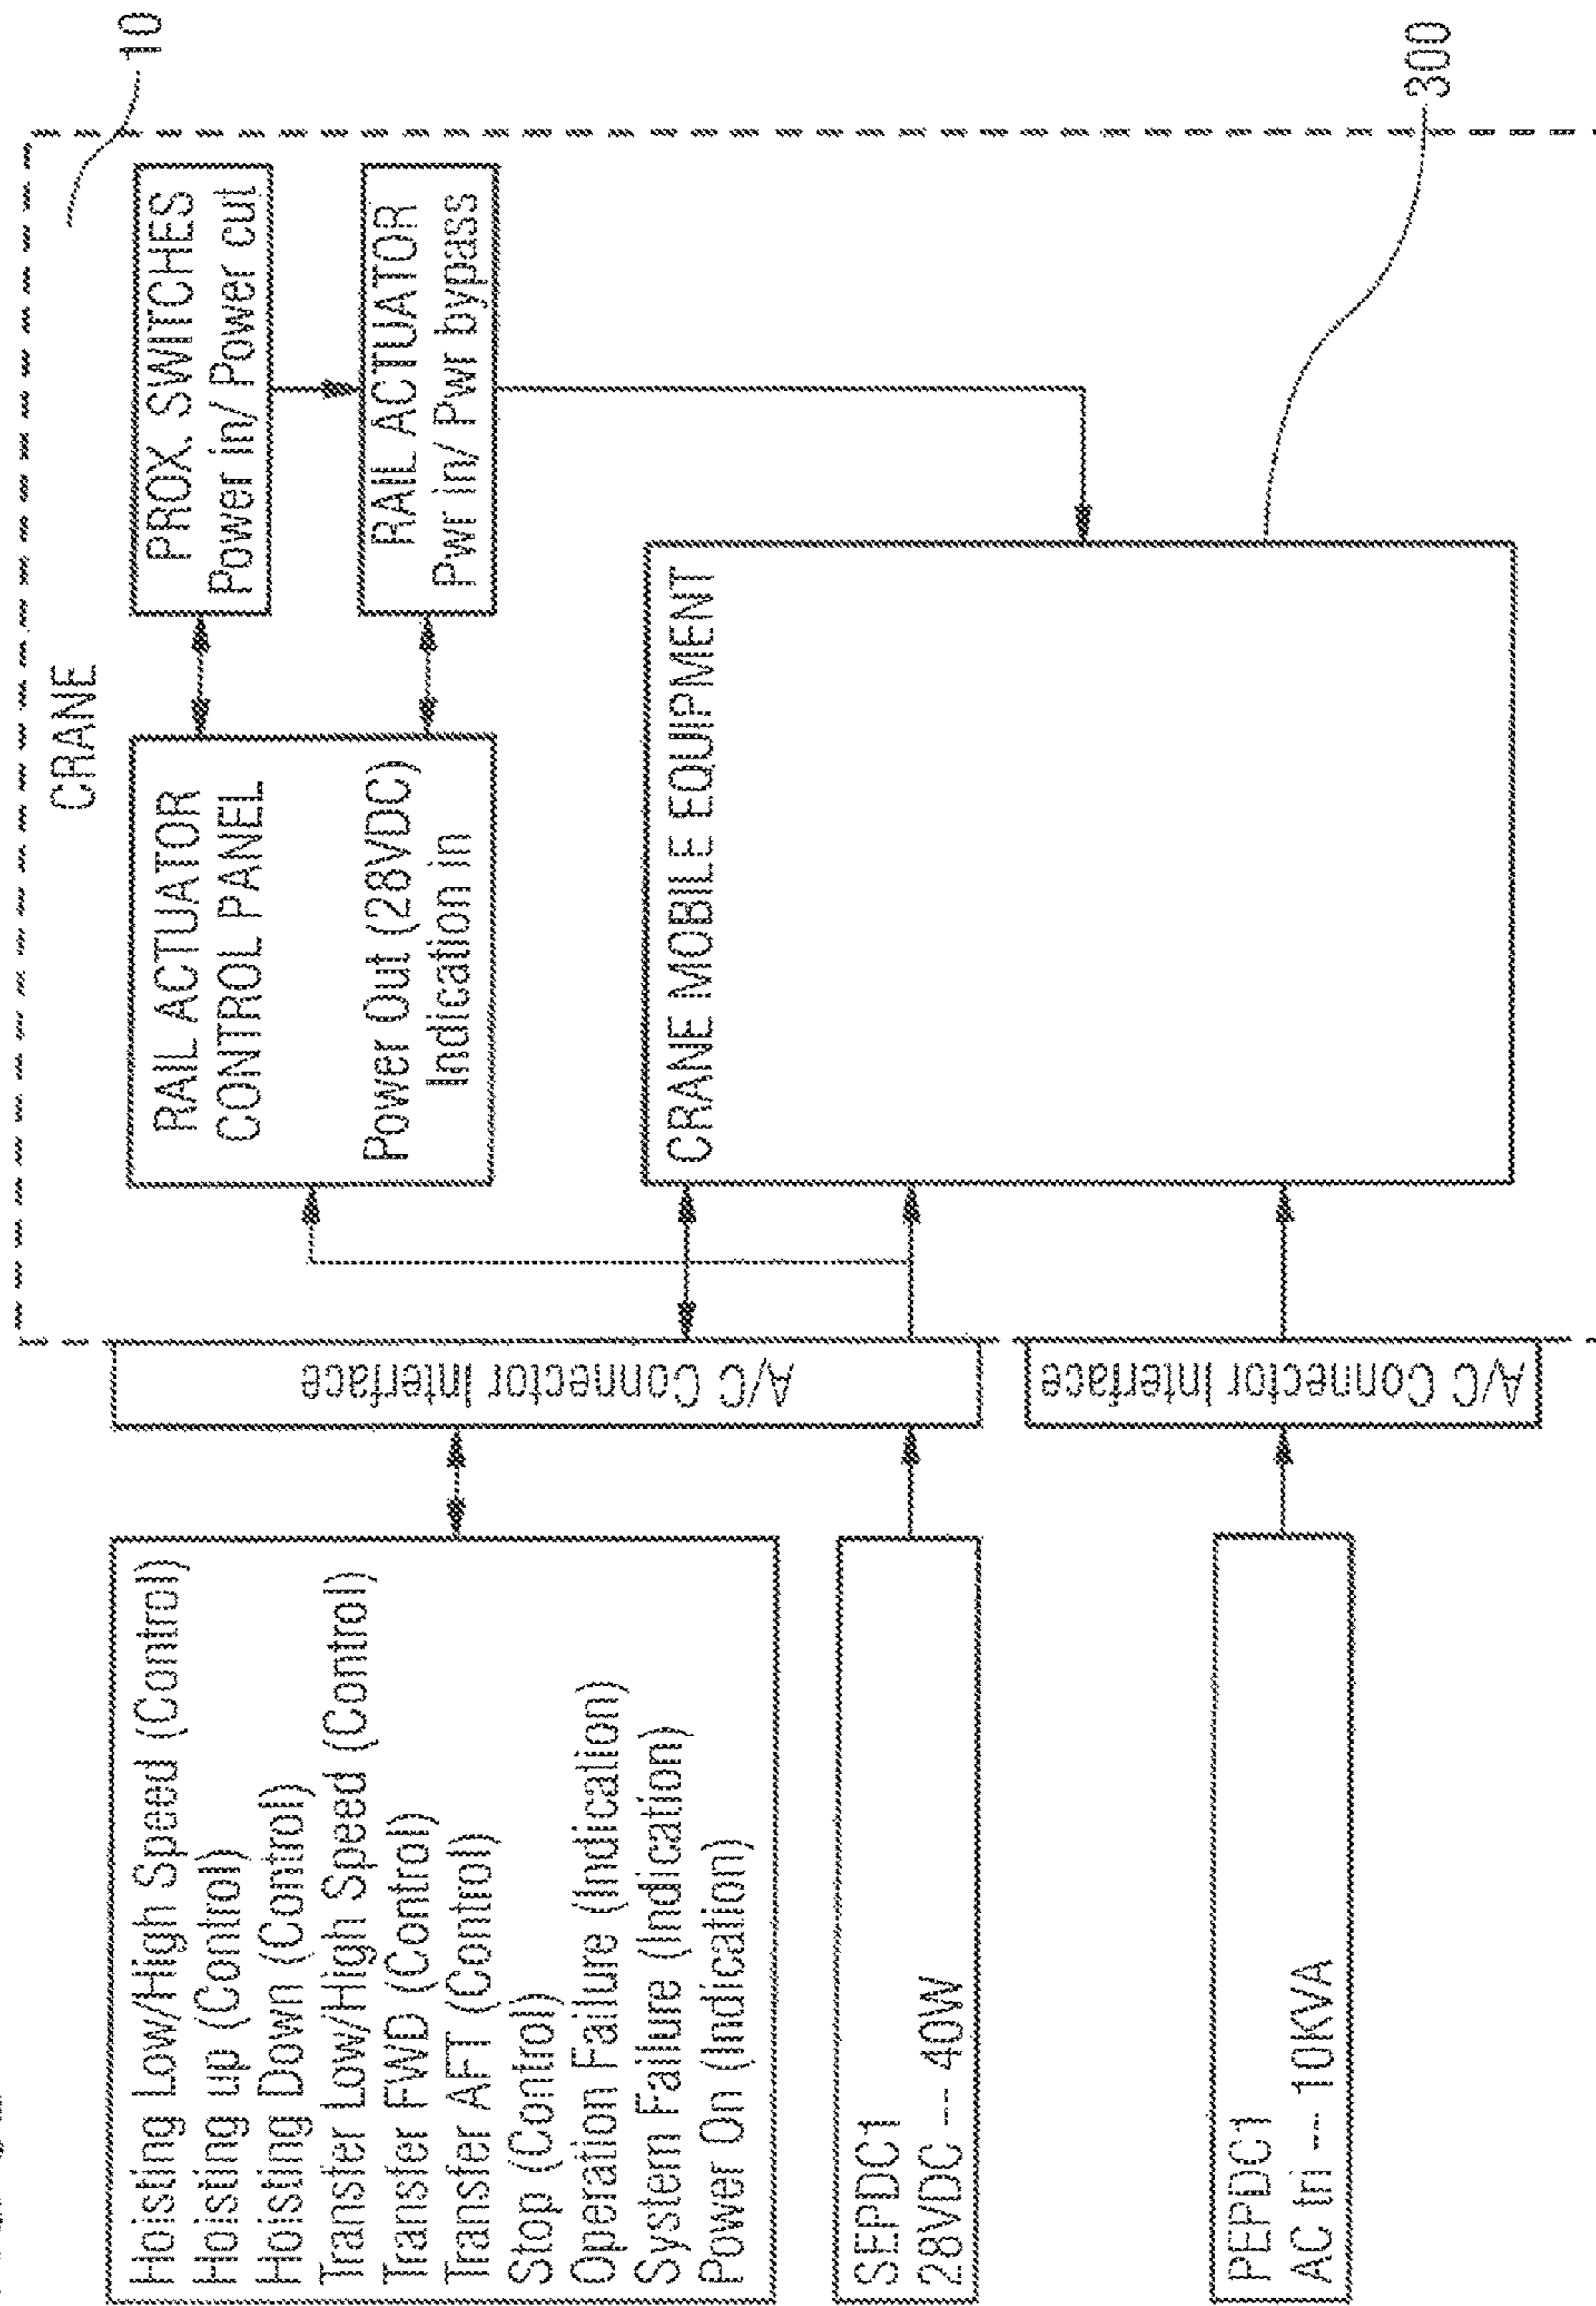 CRANE
10
Hoisting Low/High Speed (Control)
Hoisting up (Control)
Hoisting Down (Control)
Transfer Low/High Speed (Control)
Transfer FWD (Control)
Transfer AFT (Control)
Stop (Control)
Operation Failure (Indication)
System Failure (Indication)
Power On (Indication)
A/C Connector Interface
RAIL ACTUATOR
CONTROL PANEL
Power Out (28VDC)
Indication in
PROX. SWITCHES
Power in/ Power cut
RAIL ACTUATOR
Pwr in/ Pwr bypass
SEPDC1
28VDC -- 40W
CRANE MOBILE EQUIPMENT
PEPDC1
AC tri -- 10KVA
A/C Connector Interface
300